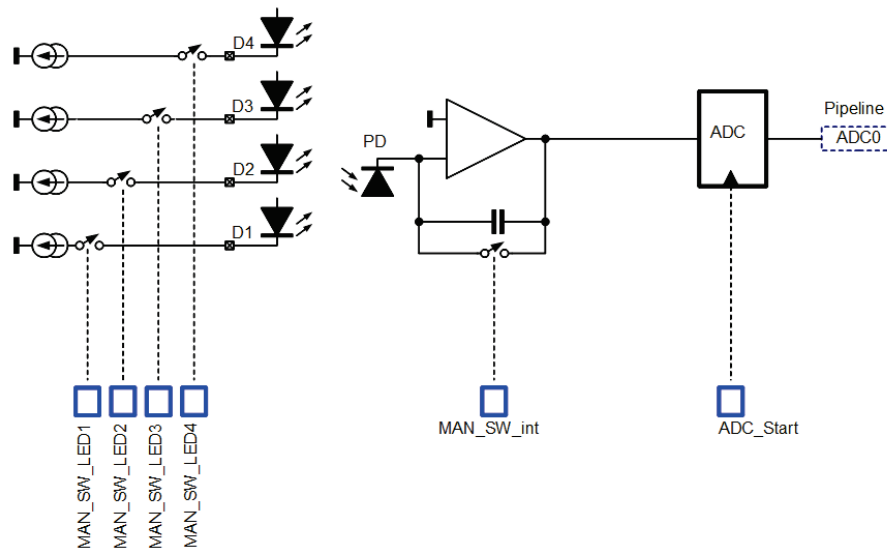 D4
D3
D2
D1
PD
ADC
Pipeline
ADC0
MAN_SW_LED1
MAN_SW_LED2
MAN_SW_LED3
MAN_SW_LED4
MAN_SW_int
ADC_Start